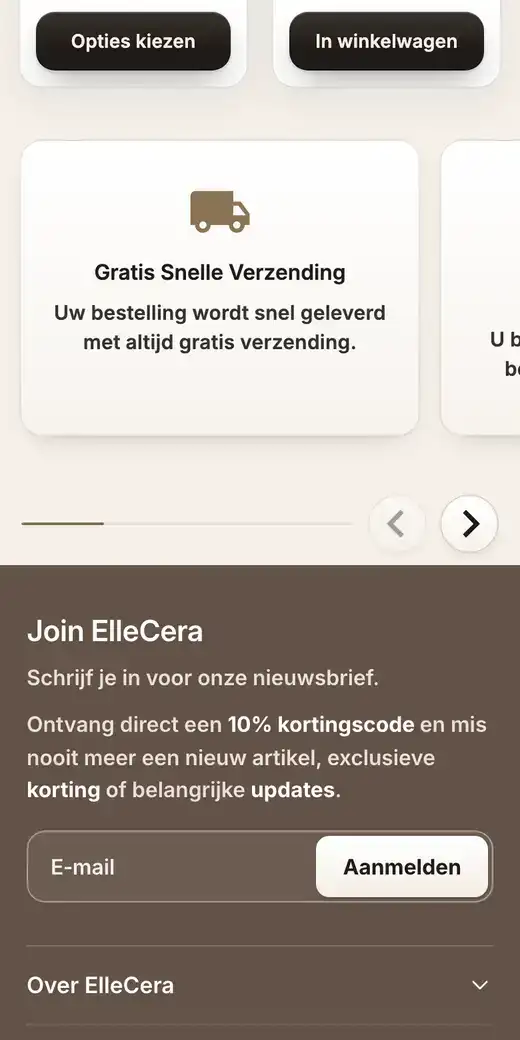 Opties kiezen
In winkelwagen
Gratis Snelle Verzending
Uw bestelling wordt snel geleverd
met altijd gratis verzending.
U b
be
Join ElleCera
Schrijf je in voor onze nieuwsbrief.
Ontvang direct een 10% kortingscode en mis
nooit meer een nieuw artikel, exclusieve
korting of belangrijke updates.
E-mail
Aanmelden
Over ElleCera